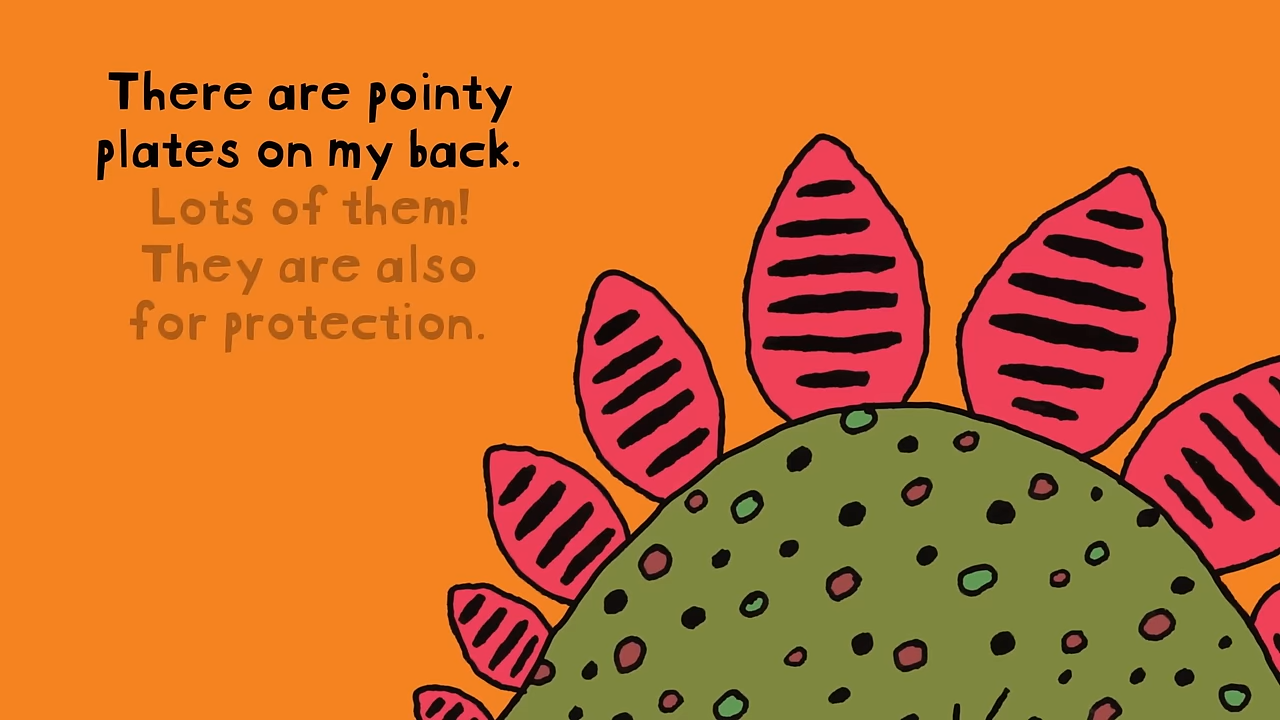 There are pointy
plates on my back.
Lots of them!
They are also
for protection.